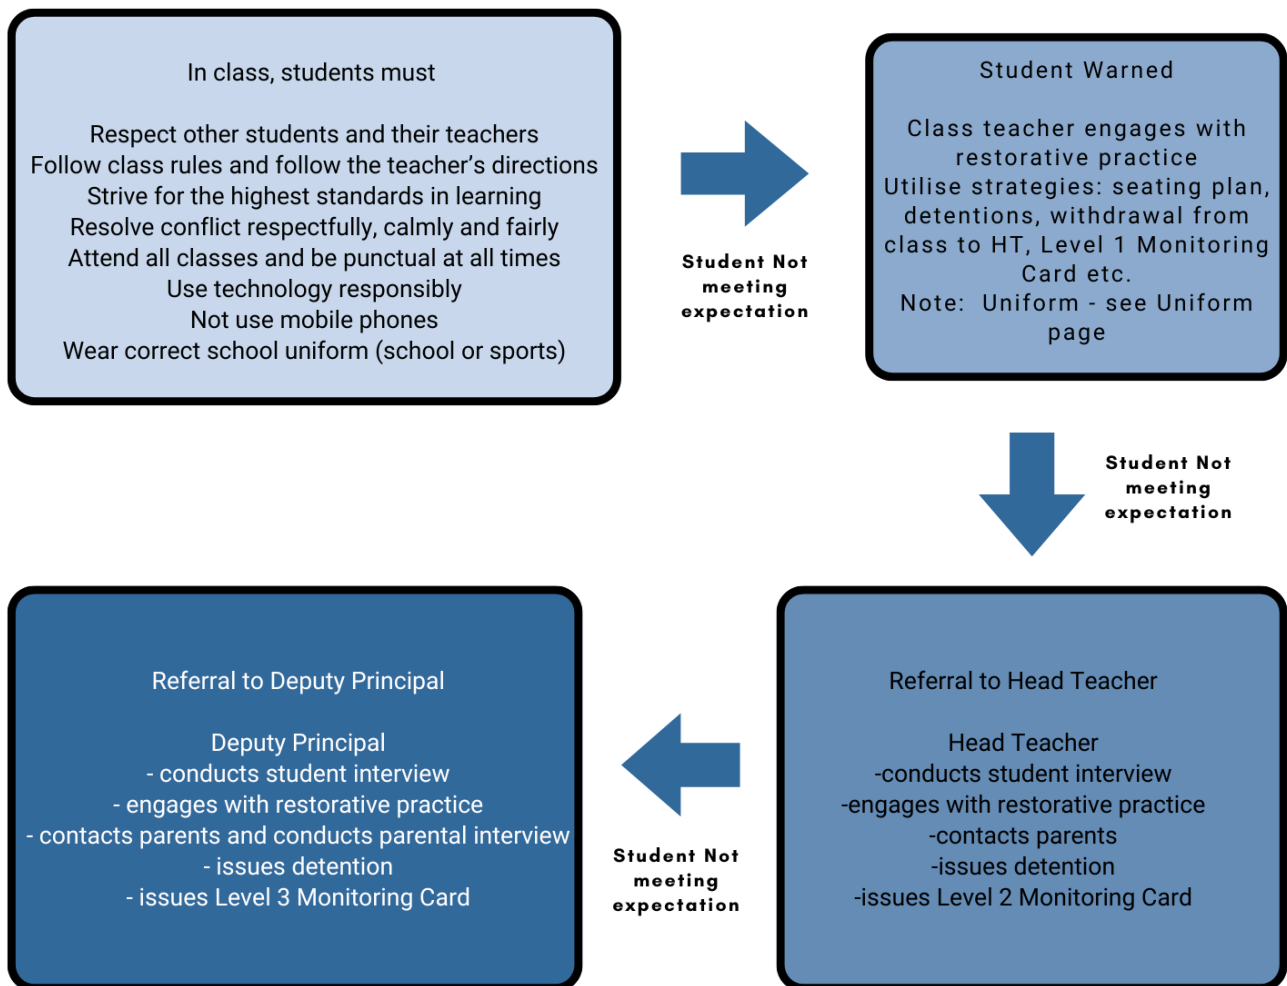 In class, students must
Respect other students and their teachers
Follow class rules and follow the teacher’s directions
Strive for the highest standards in learning
Resolve conflict respectfully, calmly and fairly
Attend all classes and be punctual at all times
Use technology responsibly
Not use mobile phones
Wear correct school uniform (school or sports)
Student Not
meeting
expectation
Student Warned
Class teacher engages with
restorative practice
Utilise strategies: seating plan,
detentions, withdrawal from
class to HT, Level 1 Monitoring
Card etc.
Note: Uniform - see Uniform
page
Student Not
meeting
expectation
Referral to Head Teacher
Head Teacher
-conducts student interview
-engages with restorative practice
-contacts parents
-issues detention
-issues Level 2 Monitoring Card
Student Not
meeting
expectation
Referral to Deputy Principal
Deputy Principal
- conducts student interview
- engages with restorative practice
- contacts parents and conducts parental interview
- issues detention
- issues Level 3 Monitoring Card